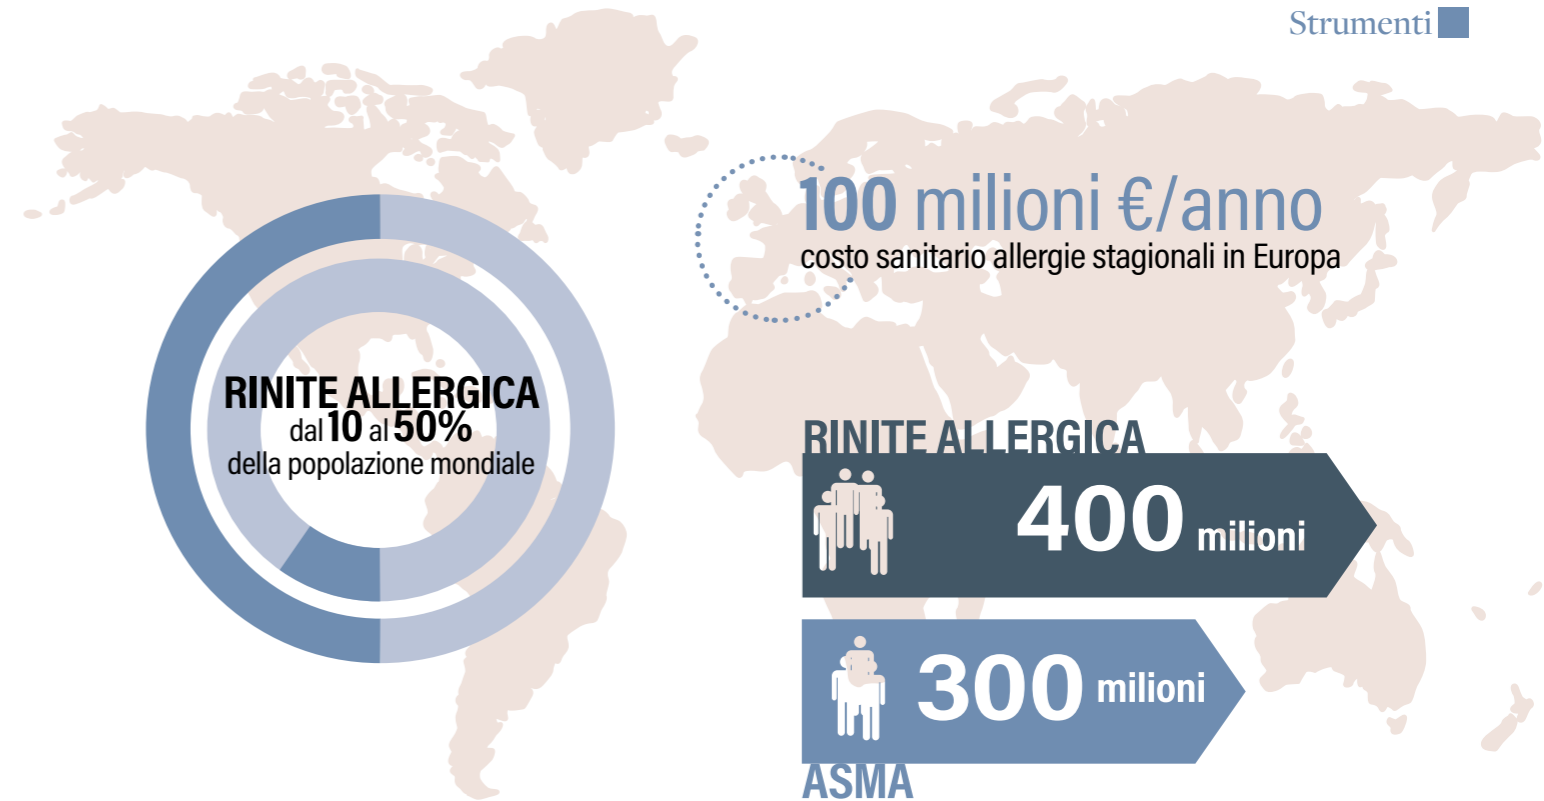 Strumenti
100 milioni €/anno
costo sanitario allergie stagionali in Europa
RINITE ALLERGICA
dal 10 al 50%
della popolazione mondiale
RINITE ALLERGICA
400 milioni
300 milioni
ASMA